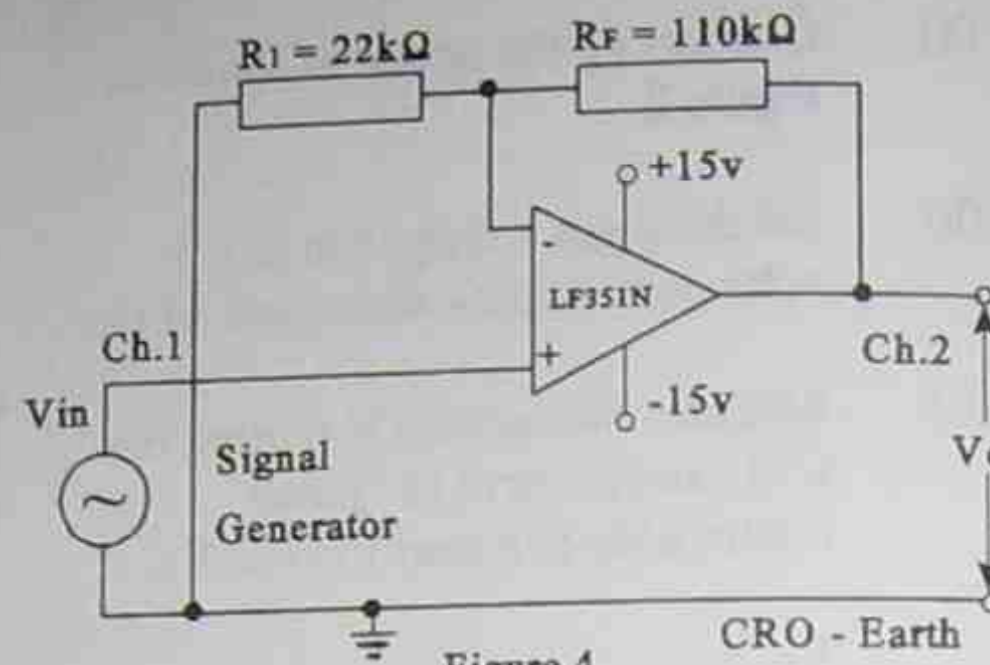 R1 = 22kΩ
RF = 110kΩ
+15v
-
LF351N
+
Ch.1
Ch.2
Vin
-15v
Signal
Generator
~
CRO - Earth